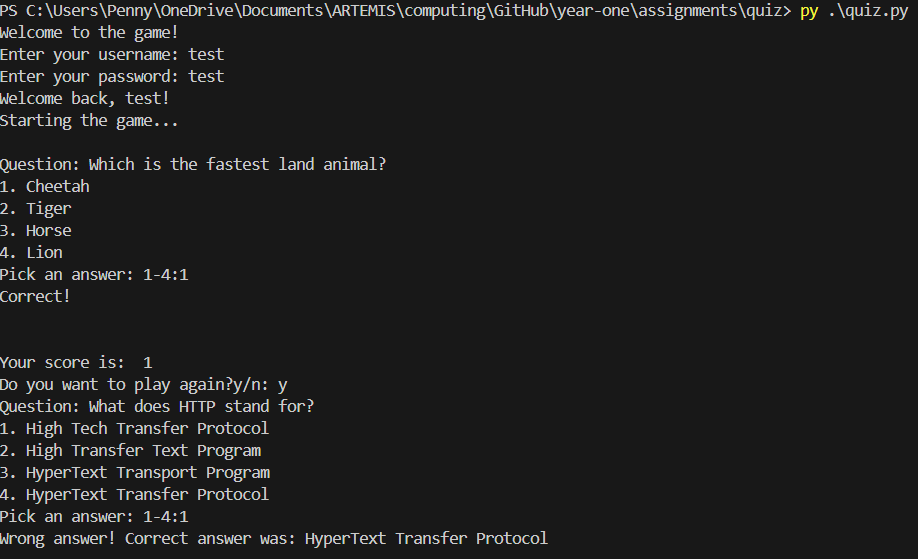 PS C:\Users\Penny\OneDrive\Documents\ARTEMIS\computing\GitHub\year-one\assignments\quiz> py .\quiz.py
Welcome to the game!
Enter your username: test
Enter your password: test
Welcome back, test!
Starting the game...
Question: Which is the fastest land animal?
1. Cheetah
2. Tiger
3. Horse
4. Lion
Pick an answer: 1-4:1
Correct!
Your score is:  1
Do you want to play again?y/n: y
Question: What does HTTP stand for?
1. High Tech Transfer Protocol
2. High Transfer Text Program
3. HyperText Transport Program
4. HyperText Transfer Protocol
Pick an answer: 1-4:1
Wrong answer! Correct answer was: HyperText Transfer Protocol